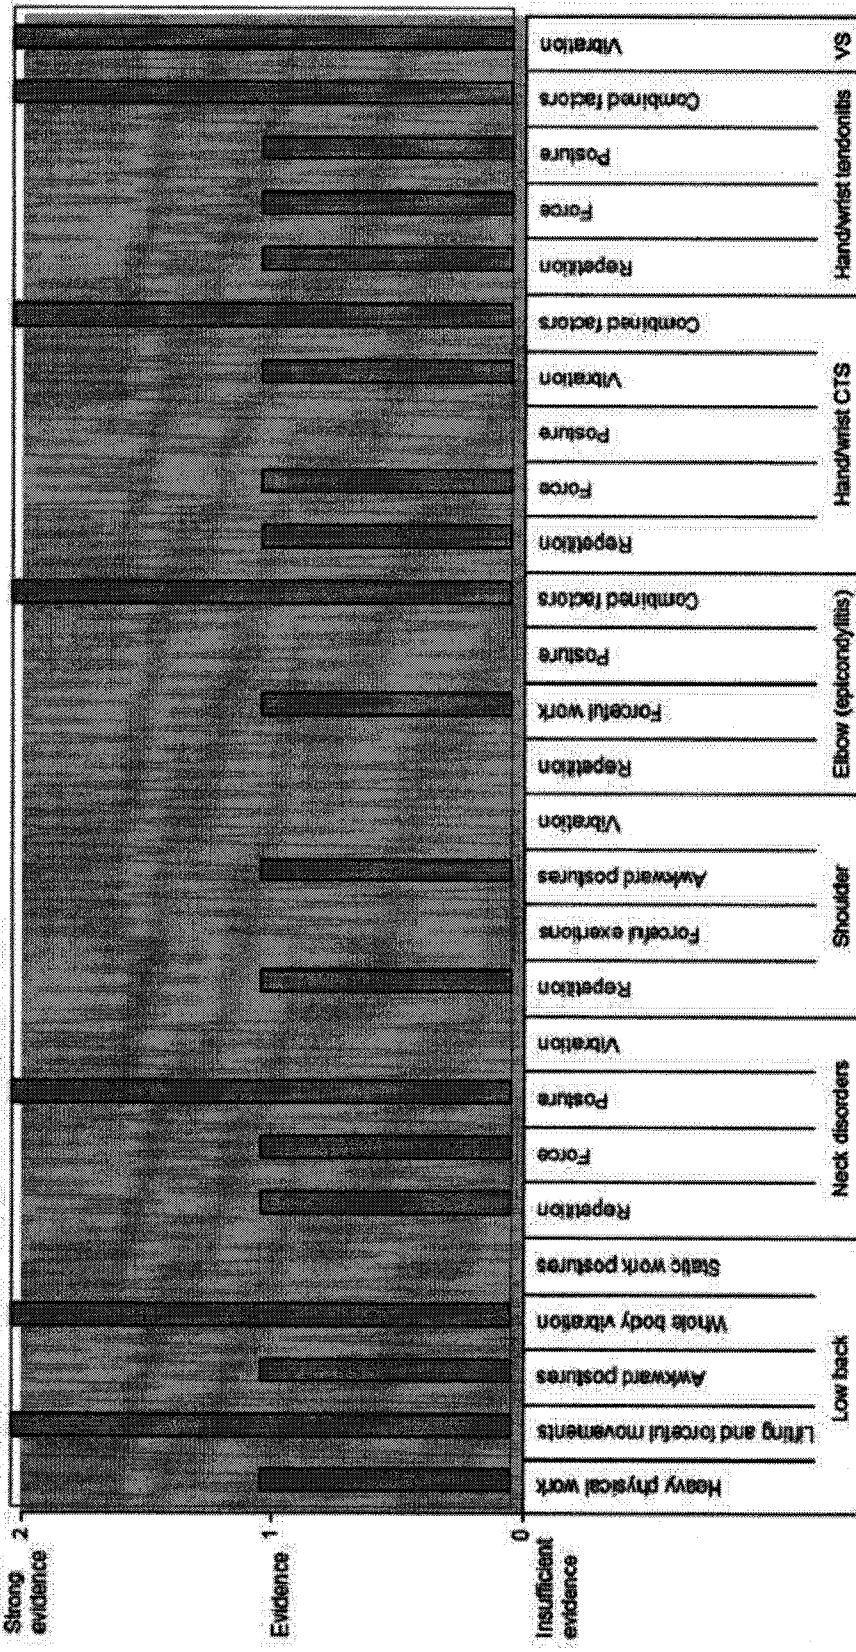 Strong
evidence
2
Evidence
1
Insufficient
evidence
0
Heavy physical work
Lifting and forceful movements
Awkward postures
Whole body vibration
Static work postures
Low back
Repetition
Force
Posture
Vibration
Neck disorders
Repetition
Forceful exertions
Awkward postures
Vibration
Shoulder
Repetition
Forceful work
Posture
Combined factors
Elbow (epicondylitis)
Repetition
Force
Posture
Vibration
Combined factors
Hand/wrist CTS
Repetition
Force
Posture
Combined factors
Hand/wrist tendonitis
Vibration
VS